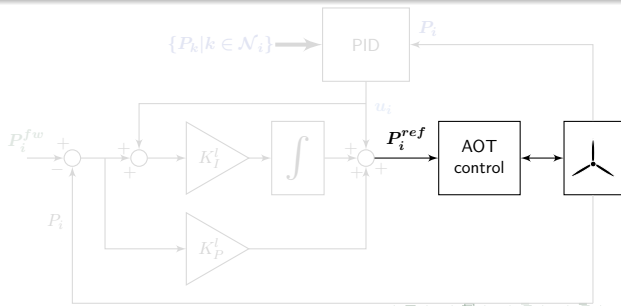 {P_k|k ∈ N_i}
PID
P_i
u_i
P_i^{fw}
+
−
+
+
K_I^l
∫
+
+
+
P_i^{ref}
AOT
control
P_i
K_P^l